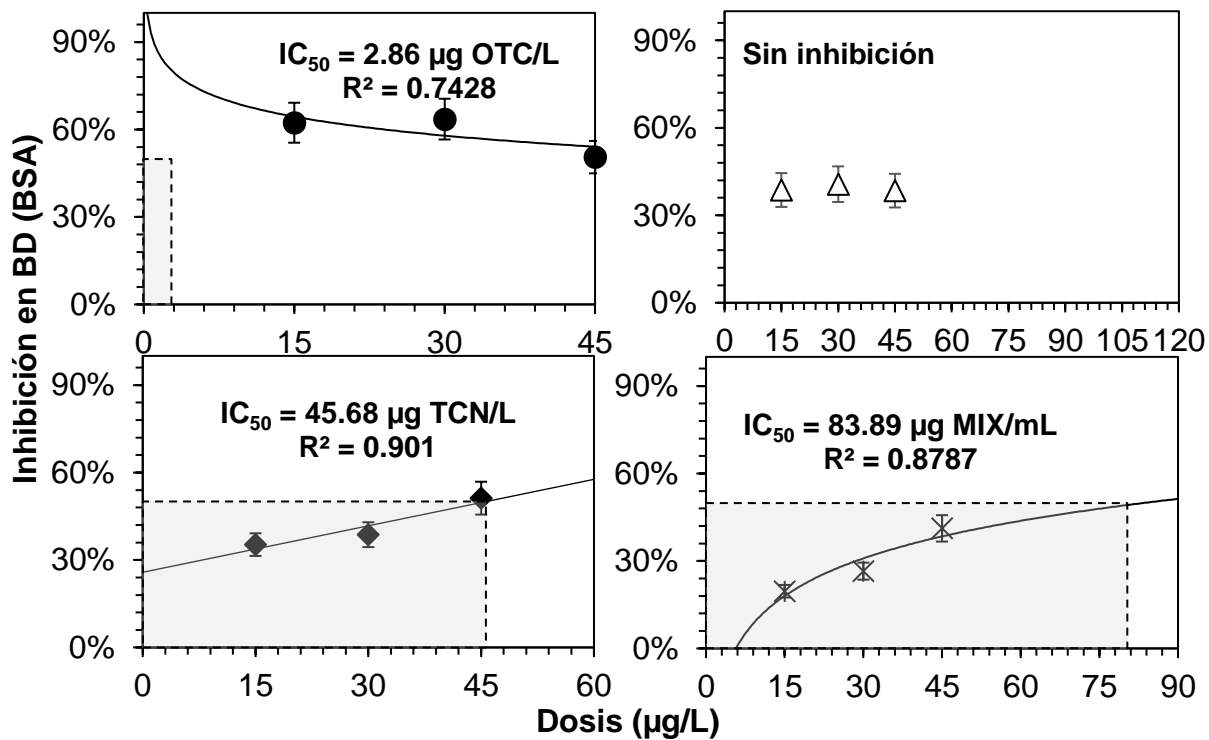 Inhibición en BD (BSA)
90%
60%
30%
0%
IC₅₀ = 2.86 µg OTC/L
R² = 0.7428
0 15 30 45
90%
60%
30%
0%
Sin inhibición
0 15 30 45 60 75 90 105 120
90%
60%
30%
0%
IC₅₀ = 45.68 µg TCN/L
R² = 0.901
0 15 30 45 60
90%
60%
30%
0%
IC₅₀ = 83.89 µg MIX/mL
R² = 0.8787
0 15 30 45 60 75 90
Dosis (µg/L)